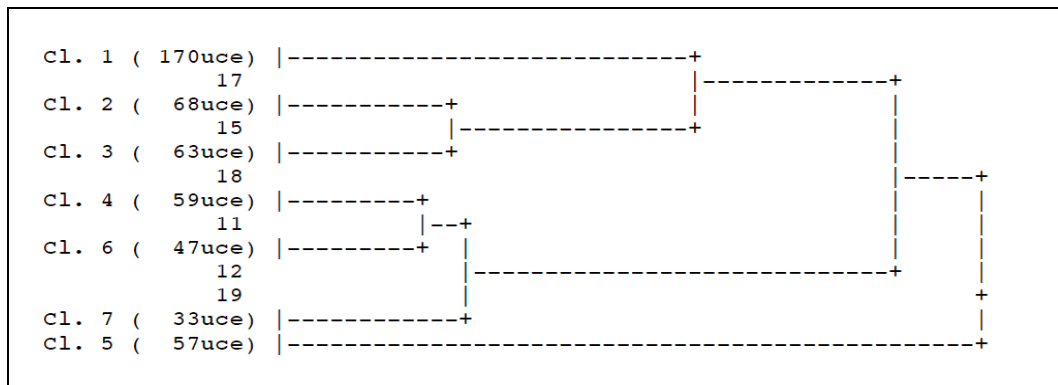 Cl. 1 ( 170uce) |----------------------------+
17 |-------------+
Cl. 2 ( 68uce) |-----------+ | |
15 |----------------+ |
Cl. 3 ( 63uce) |-----------+ |
18 |-----+
Cl. 4 ( 59uce) |---------+ | |
11 |--+ | |
Cl. 6 ( 47uce) |---------+ | | |
12 |-----------------------------+ |
19 | +
Cl. 7 ( 33uce) |------------+ |
Cl. 5 ( 57uce) |------------------------------------------------+